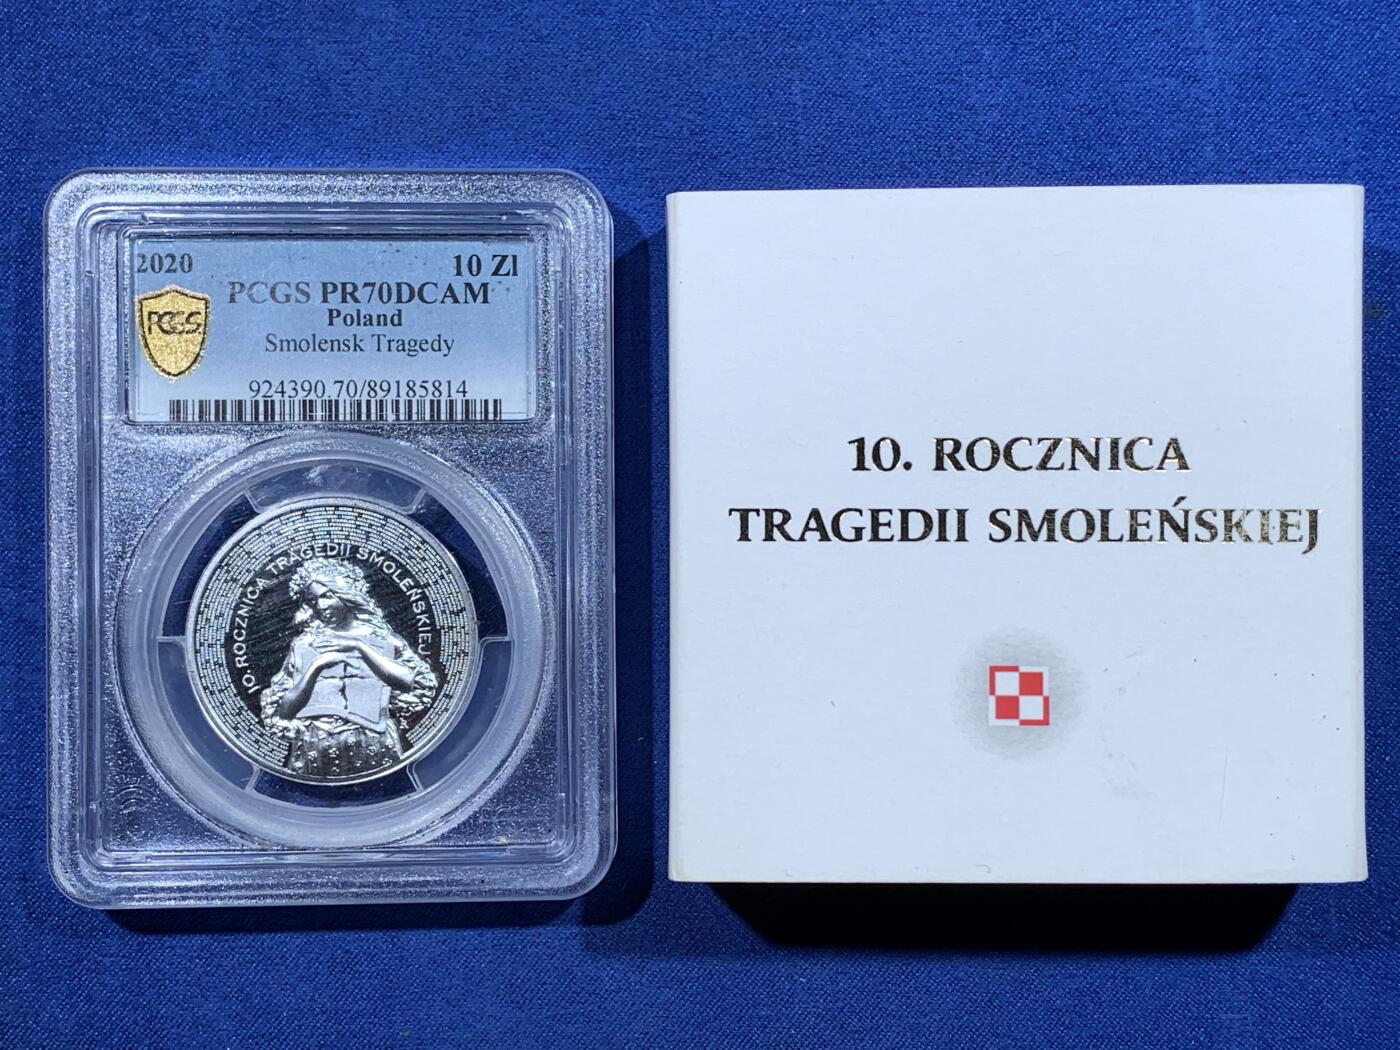 2020 10 Zl
PCGS PR70DCAM
Poland
Smolensk Tragedy
924390.70/89185814
PCGS
10. ROCZNICA TRAGEDII SMOLEŃSKIEJ
10. ROCZNICA
TRAGEDII SMOLEŃSKIEJ